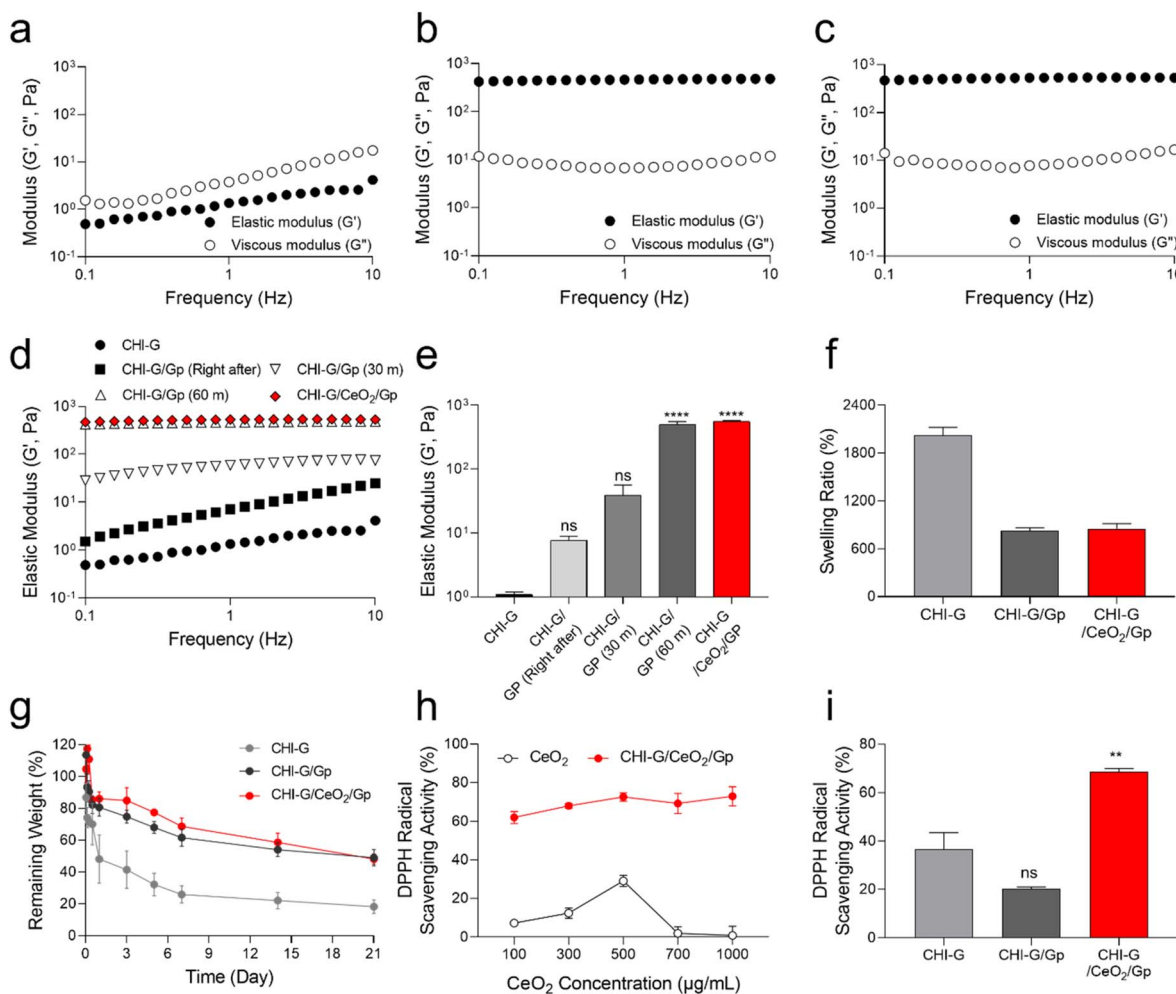 a
Modulus (G', G", Pa)
10³
10²
10¹
10⁰
10⁻¹
0.1
1
10
Elastic modulus (G')
Viscous modulus (G")
Frequency (Hz)
b
Modulus (G', G", Pa)
10³
10²
10¹
10⁰
10⁻¹
0.1
1
10
Elastic modulus (G')
Viscous modulus (G")
Frequency (Hz)
c
Modulus (G', G", Pa)
10³
10²
10¹
10⁰
10⁻¹
0.1
1
10
Elastic modulus (G')
Viscous modulus (G")
Frequency (Hz)
d
CHI-G
CHI-G/Gp (Right after)
CHI-G/Gp (30 m)
CHI-G/Gp (60 m)
CHI-G/CeO₂/Gp
Elastic Modulus (G', Pa)
10³
10²
10¹
10⁰
10⁻¹
0.1
1
10
Frequency (Hz)
e
Elastic Modulus (G', Pa)
10³
10²
10¹
10⁰
ns
ns
****
****
CHI-G
CHI-G/
GP (Right after)
CHI-G/
GP (30 m)
CHI-G/
GP (60 m)
CHI-G
/CeO₂/GP
f
Swelling Ratio (%)
2400
1800
1200
600
0
CHI-G
CHI-G/Gp
CHI-G
/CeO₂/Gp
g
Remaining Weight (%)
120
100
80
60
40
20
0
CHI-G
CHI-G/Gp
CHI-G/CeO₂/Gp
0
3
6
9
12
15
18
21
Time (Day)
h
DPPH Radical
Scavenging Activity (%)
100
80
60
40
20
0
CeO₂
CHI-G/CeO₂/Gp
100
300
500
700
1000
CeO₂ Concentration (µg/mL)
i
DPPH Radical
Scavenging Activity (%)
80
60
40
20
0
ns
**
CHI-G
CHI-G/Gp
CHI-G
/CeO₂/Gp